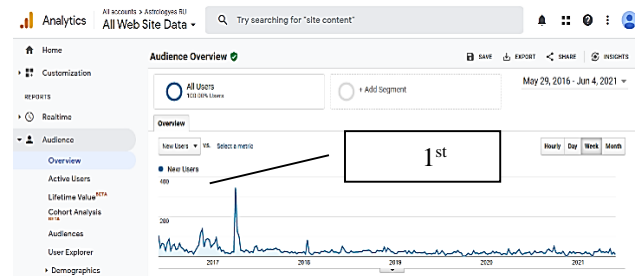 All accounts > Astrologyes RU
Analytics
All Web Site Data
Try searching for "site content"
Home
Customization
REPORTS
Realtime
Audience
Overview
Active Users
Lifetime Value BETA
Cohort Analysis
BETA
Audiences
User Explorer
Demographics
Audience Overview
SAVE
EXPORT
SHARE
INSIGHTS
All Users
100.00% Users
+ Add Segment
May 29, 2016 - Jun 4, 2021
Overview
New Users
VS.
Select a metric
Hourly
Day
Week
Month
1st
New Users
400
200
2017
2018
2019
2020
2021